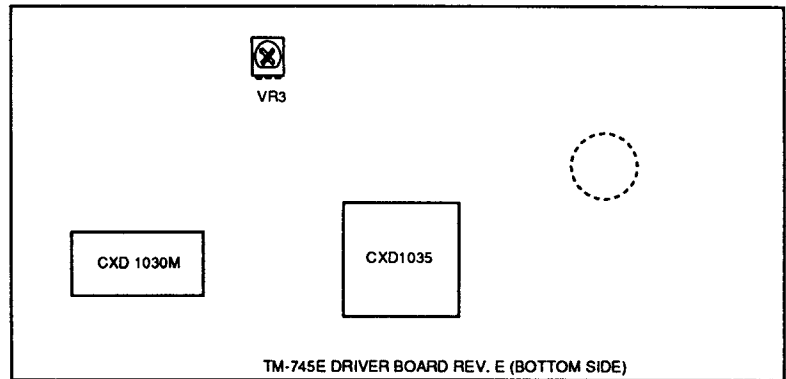 VR3
CXD 1030M
CXD1035
TM-745E DRIVER BOARD REV. E (BOTTOM SIDE)